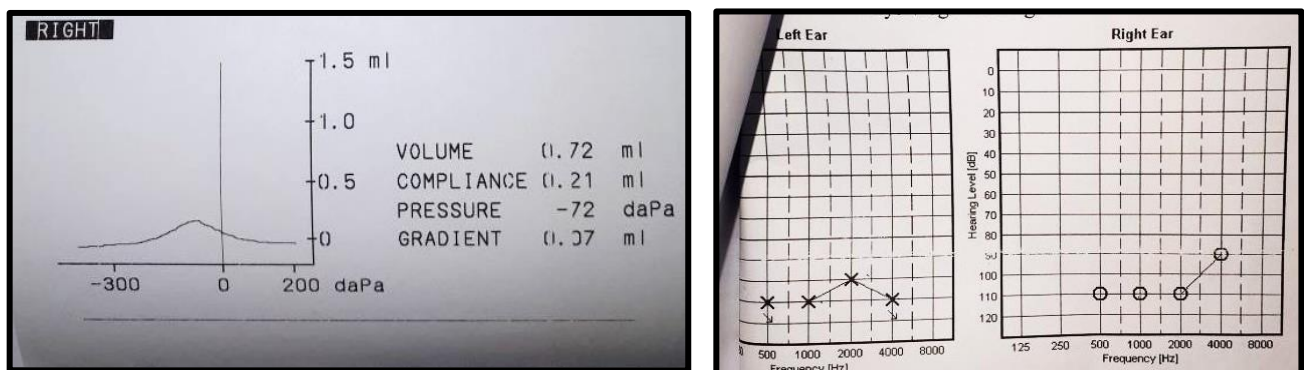 RIGHT
1.5 ml
1.0
0.5
0
-300 0 200 daPa
VOLUME 0.72 ml
COMPLIANCE 0.21 ml
PRESSURE -72 daPa
GRADIENT 0.07 ml
Left Ear
500 1000 2000 4000 8000
Frequency [Hz]
Right Ear
Hearing Level [dB]
0
10
20
30
40
50
60
70
80
90
100
110
120
125 250 500 1000 2000 4000 8000
Frequency [Hz]